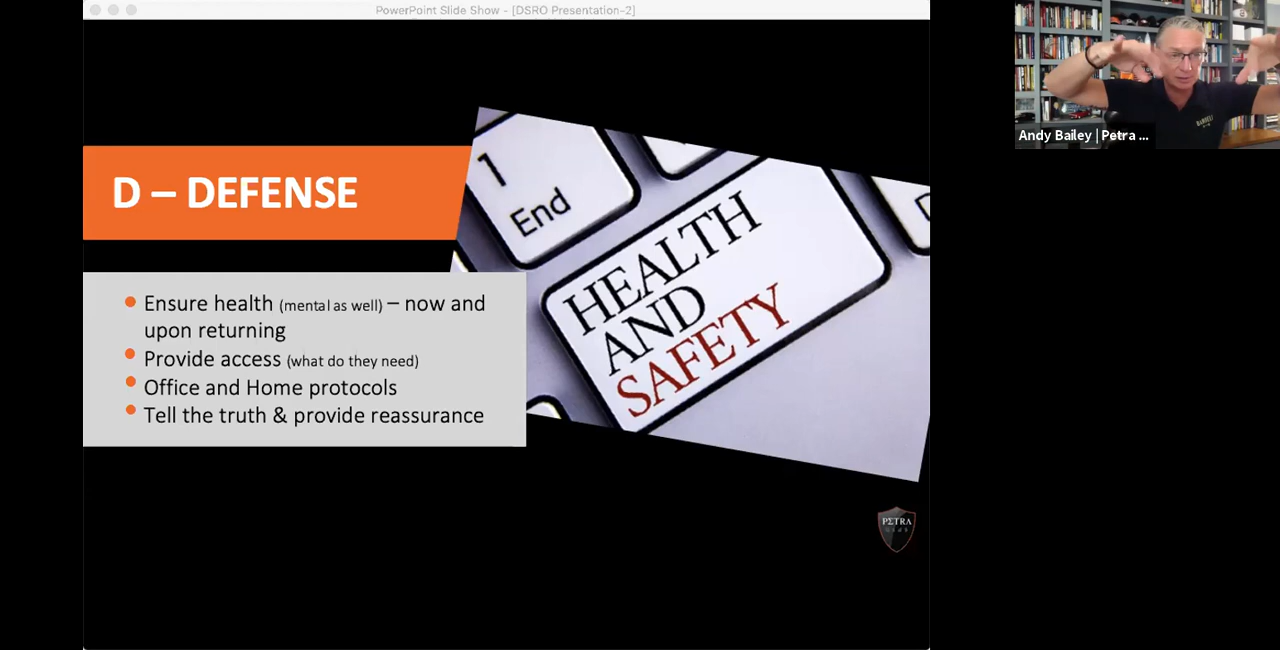 PowerPoint Slide Show - [DSRO Presentation-2]
Andy Bailey | Petra ...
D – DEFENSE
1
End
HEALTH
AND
SAFETY
Ensure health (mental as well) – now and
upon returning
Provide access (what do they need)
Office and Home protocols
Tell the truth & provide reassurance
PETRA